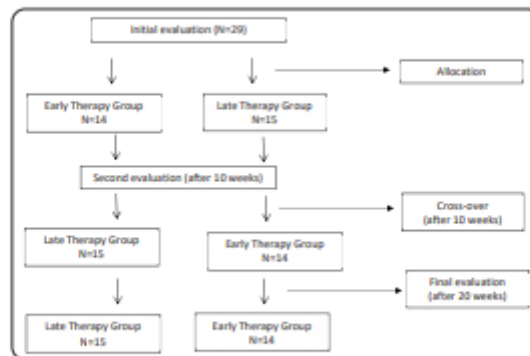 Initial evaluation (N=29)
Allocation
Early Therapy Group
N=14
Late Therapy Group
N=15
Second evaluation (after 10 weeks)
Cross-over
(after 10 weeks)
Late Therapy Group
N=15
Early Therapy Group
N=14
Final evaluation
(after 20 weeks)
Late Therapy Group
N=15
Early Therapy Group
N=14